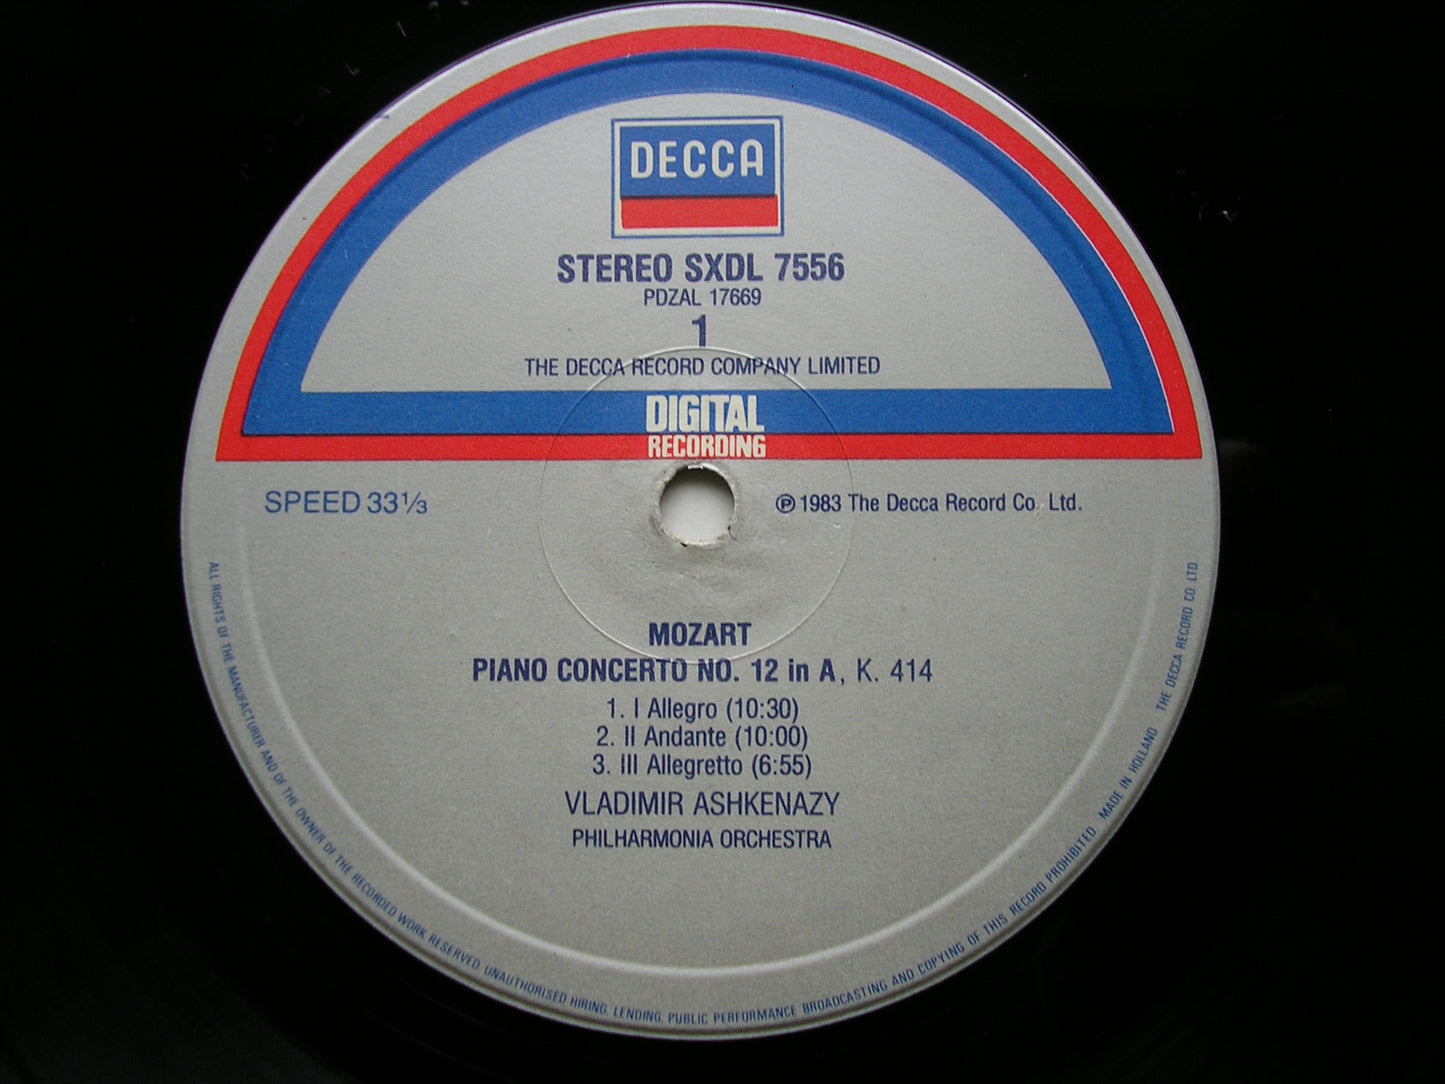 DECCA
STEREO SXDL 7556
PDZAL 17669
1
THE DECCA RECORD COMPANY LIMITED
DIGITAL
RECORDING
SPEED 33⅓
℗ 1983 The Decca Record Co. Ltd.
MOZART
PIANO CONCERTO NO. 12 in A, K. 414
1. I Allegro (10:30)
2. II Andante (10:00)
3. III Allegretto (6:55)
VLADIMIR ASHKENAZY
PHILHARMONIA ORCHESTRA
ALL RIGHTS OF THE MANUFACTURER AND OF THE OWNER OF THE RECORDED WORK RESERVED. UNAUTHORISED HIRING, LENDING, PUBLIC PERFORMANCE BROADCASTING AND COPYING OF THIS RECORD PROHIBITED MADE IN HOLLAND THE DECCA RECORD CO. LTD.